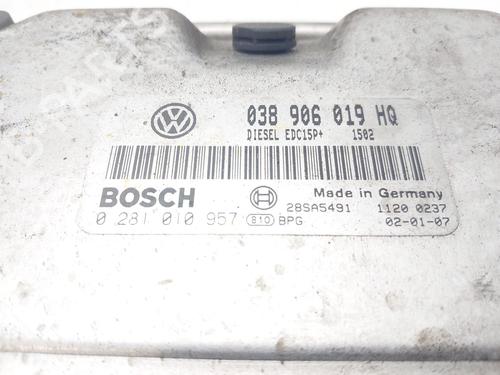 038 906 019 HQ
DIESEL EDC15P+ 1502
BOSCH
Made in Germany
28SA5491 1120 0237
0 281 010 957 810 BPG 02-01-07